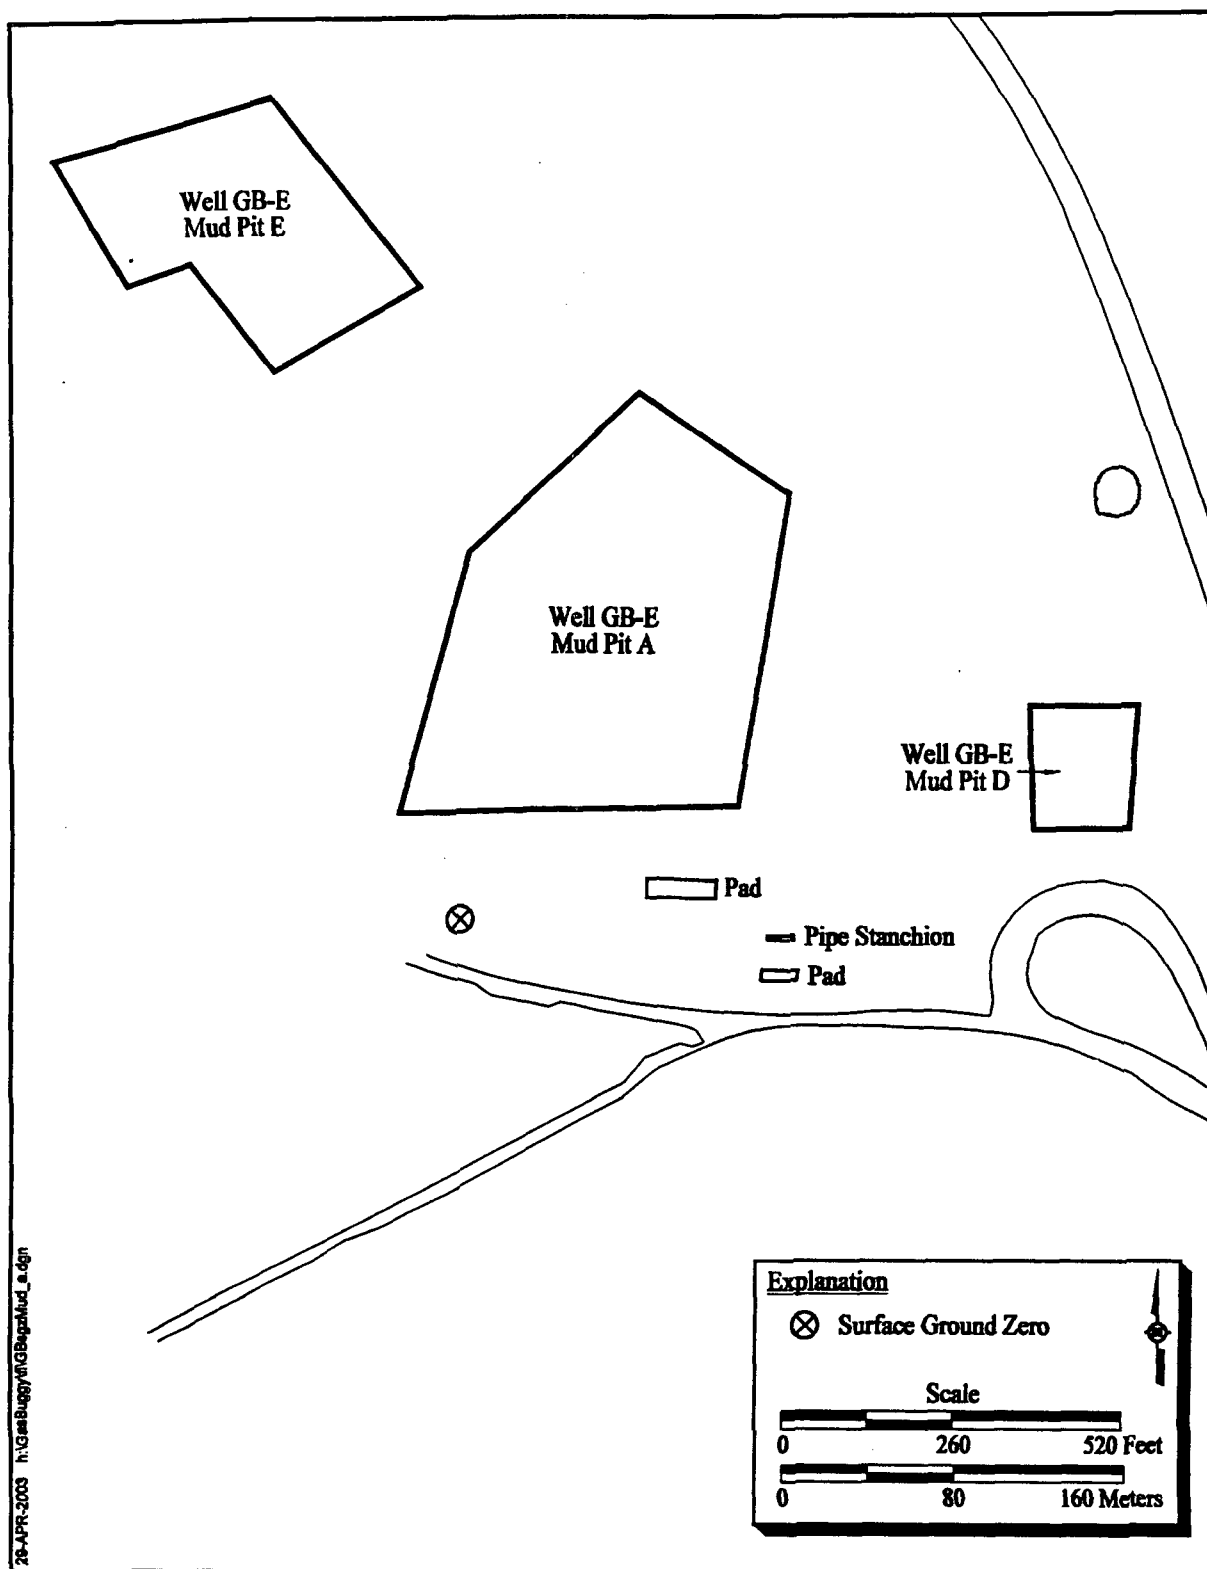 Well GB-E
Mud Pit E
Well GB-E
Mud Pit A
Well GB-E
Mud Pit D
Pad
Pipe Stanchion
Pad
Explanation
Surface Ground Zero
Scale
0 260 520 Feet
0 80 160 Meters
29-APR-2003